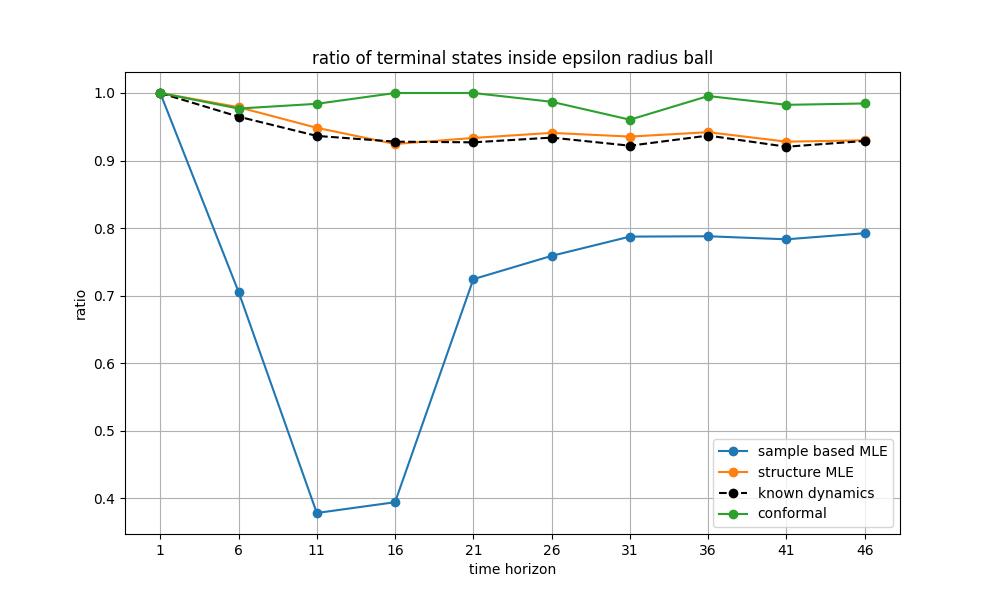 ratio of terminal states inside epsilon radius ball
1.0
0.9
0.8
0.7
0.6
0.5
0.4
ratio
sample based MLE
structure MLE
known dynamics
conformal
1 6 11 16 21 26 31 36 41 46
time horizon